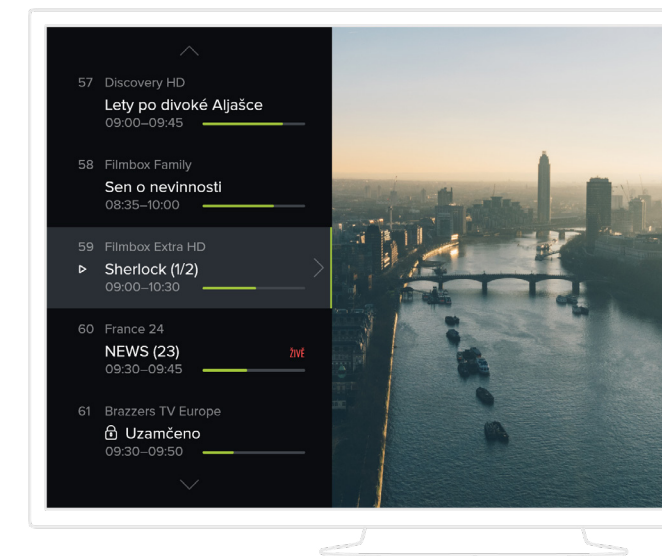 57 Discovery HD
Lety po divoké Aljašce
09:00–09:45
58 Filmbox Family
Sen o nevinnosti
08:35–10:00
59 Filmbox Extra HD
Sherlock (1/2)
09:00–10:30
60 France 24
NEWS (23) ŽIVĚ
09:30–09:45
61 Brazzers TV Europe
Uzamčeno
09:30–09:50